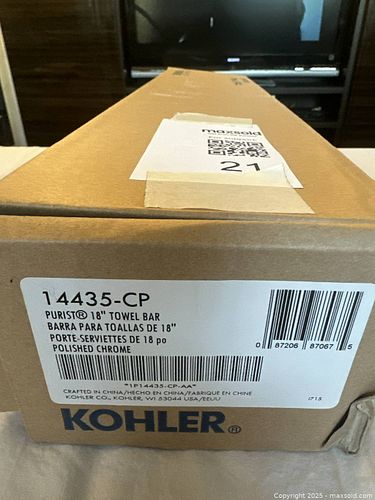 maxsold
21
14435-CP
PURIST® 18" TOWEL BAR
BARRA PARA TOALLAS DE 18"
PORTE-SERVIETTES DE 18 po
POLISHED CHROME
0 87206 87067 5
*1P14435-CP-AA*
CRAFTED IN CHINA/HECHO EN CHINA/FABRIQUE EN CHINE
KOHLER CO., KOHLER, WI 53044 USA/EEUU
1715
KOHLER®
Copyright 2025 - maxsold.com